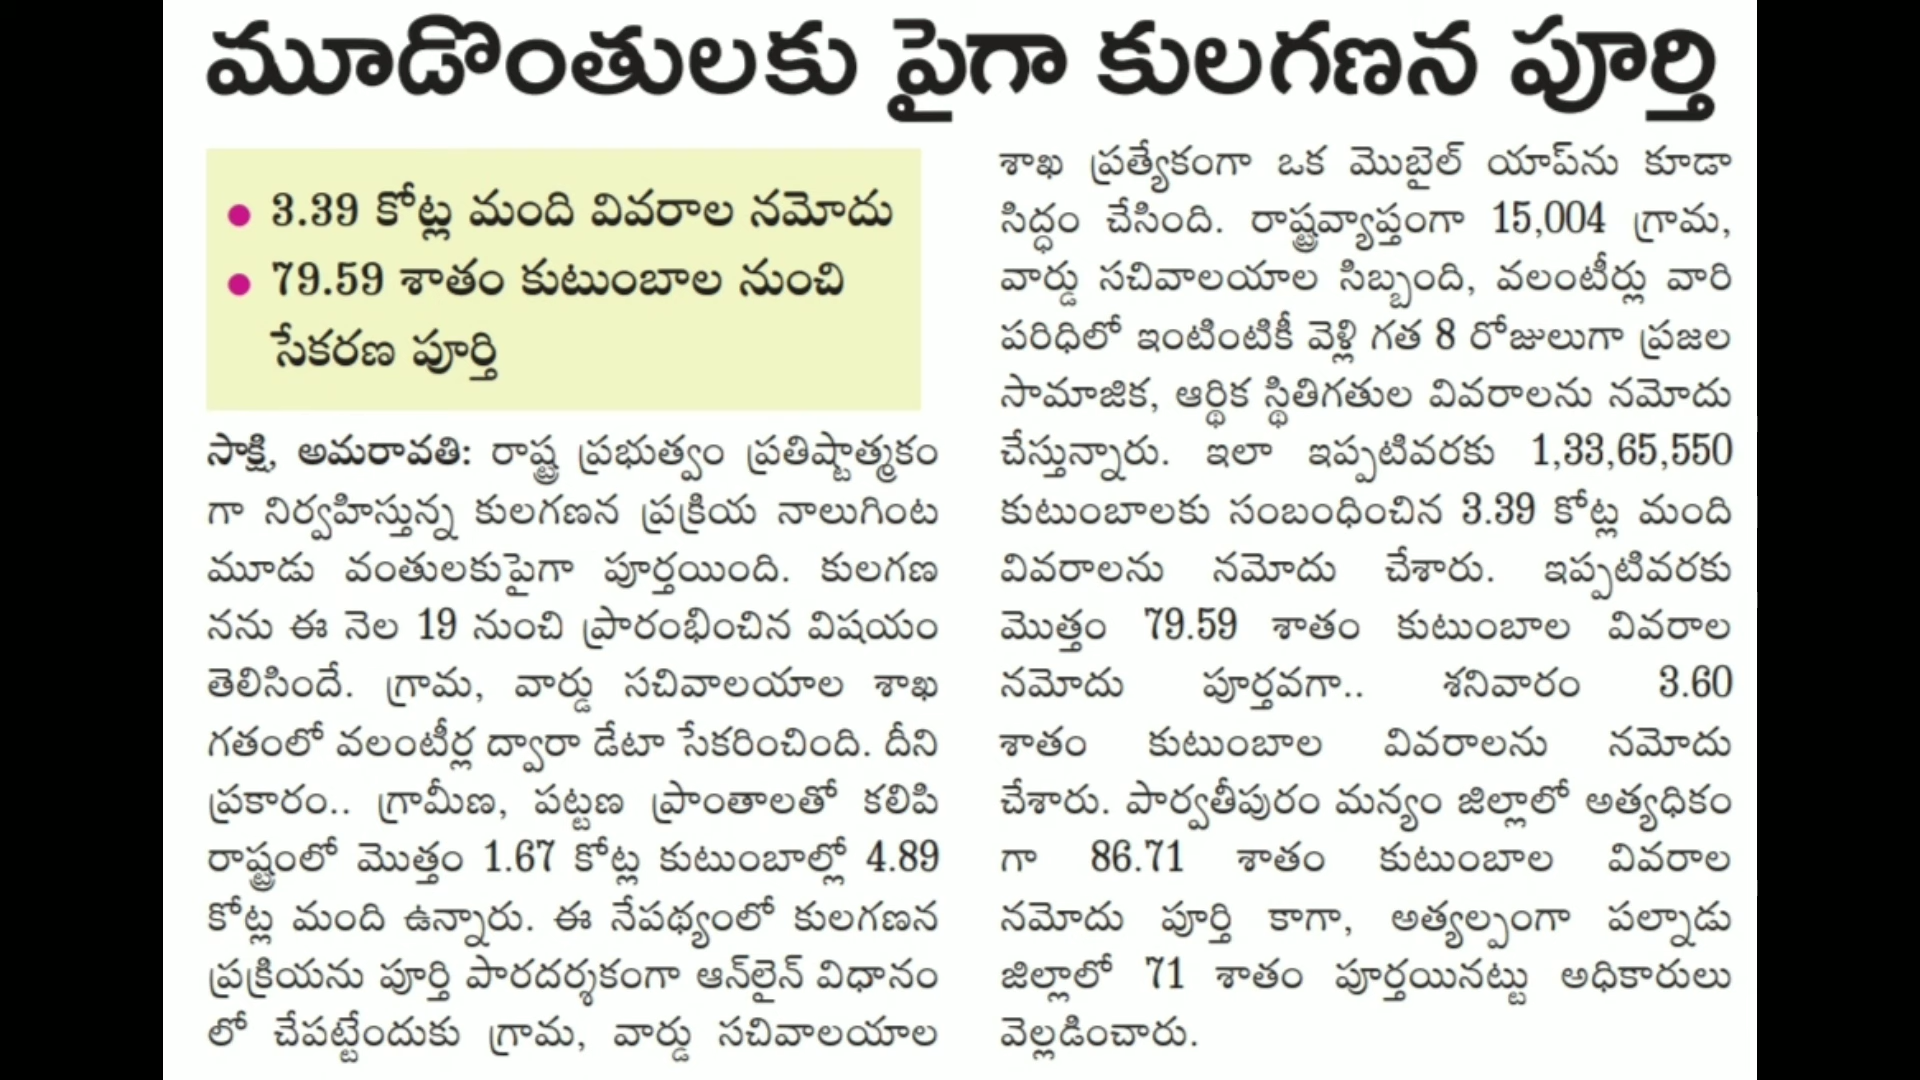 మూడొంతులకు పైగా కులగణన పూర్తి
● 3.39 కోట్ల మంది వివరాల నమోదు
● 79.59 శాతం కుటుంబాల నుంచి
సేకరణ పూర్తి
సాక్షి, అమరావతి: రాష్ట్ర ప్రభుత్వం ప్రతిష్టాత్మకం
గా నిర్వహిస్తున్న కులగణన ప్రక్రియ నాలుగింట
మూడు వంతులకుపైగా పూర్తయింది. కులగణ
నను ఈ నెల 19 నుంచి ప్రారంభించిన విషయం
తెలిసిందే. గ్రామ, వార్డు సచివాలయాల శాఖ
గతంలో వలంటీర్ల ద్వారా డేటా సేకరించింది. దీని
ప్రకారం.. గ్రామీణ, పట్టణ ప్రాంతాలతో కలిపి
రాష్ట్రంలో మొత్తం 1.67 కోట్ల కుటుంబాల్లో 4.89
కోట్ల మంది ఉన్నారు. ఈ నేపథ్యంలో కులగణన
ప్రక్రియను పూర్తి పారదర్శకంగా ఆన్‌లైన్ విధానం
లో చేపట్టేందుకు గ్రామ, వార్డు సచివాలయాల
శాఖ ప్రత్యేకంగా ఒక మొబైల్ యాప్‌ను కూడా
సిద్ధం చేసింది. రాష్ట్రవ్యాప్తంగా 15,004 గ్రామ,
వార్డు సచివాలయాల సిబ్బంది, వలంటీర్లు వారి
పరిధిలో ఇంటింటికీ వెళ్లి గత 8 రోజులుగా ప్రజల
సామాజిక, ఆర్థిక స్థితిగతుల వివరాలను నమోదు
చేస్తున్నారు. ఇలా ఇప్పటివరకు 1,33,65,550
కుటుంబాలకు సంబంధించిన 3.39 కోట్ల మంది
వివరాలను నమోదు చేశారు. ఇప్పటివరకు
మొత్తం 79.59 శాతం కుటుంబాల వివరాల
నమోదు పూర్తవగా.. శనివారం 3.60
శాతం కుటుంబాల వివరాలను నమోదు
చేశారు. పార్వతీపురం మన్యం జిల్లాలో అత్యధికం
గా 86.71 శాతం కుటుంబాల వివరాల
నమోదు పూర్తి కాగా, అత్యల్పంగా పల్నాడు
జిల్లాలో 71 శాతం పూర్తయినట్టు అధికారులు
వెల్లడించారు.